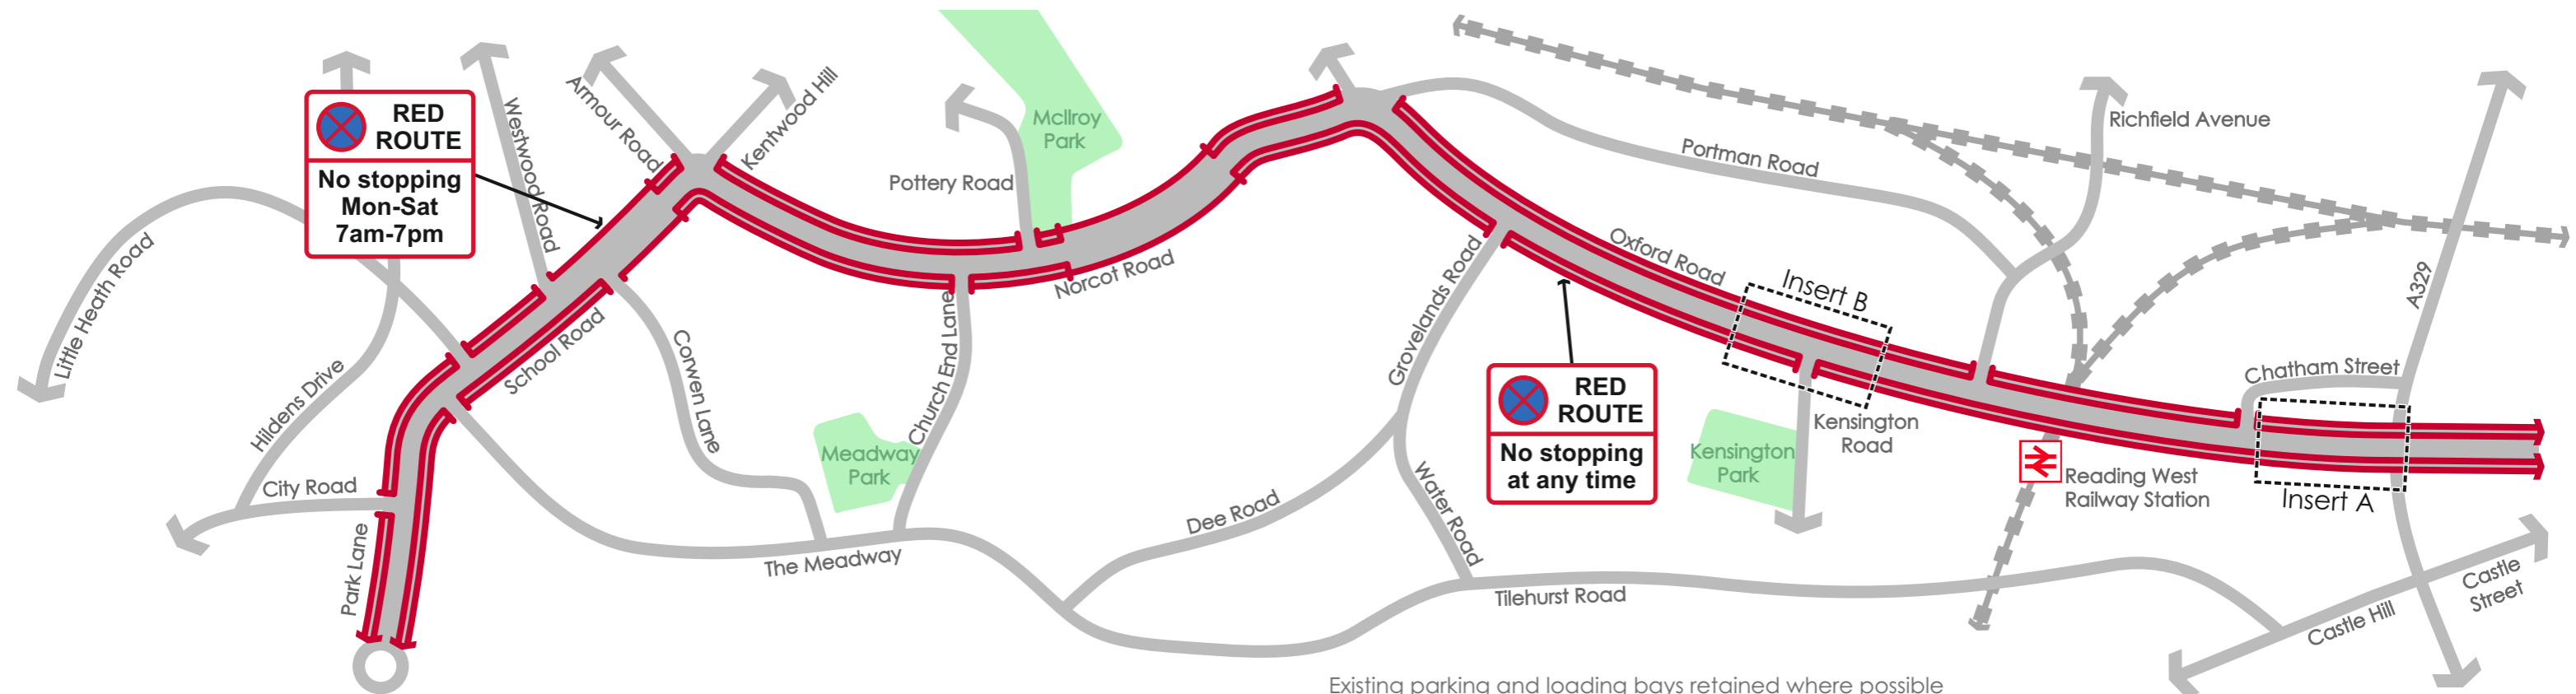 RED
ROUTE
No stopping
Mon-Sat
7am-7pm
Little Heath Road
Hildens Drive
City Road
Park Lane
Westwood Road
Armour Road
Kentwood Hill
School Road
Corwen Lane
Pottery Road
McIlroy
Park
Norcot Road
Church End Lane
Meadway
Park
The Meadway
Dee Road
Grovelands Road
Water Road
Oxford Road
Portman Road
Richfield Avenue
Insert B
RED
ROUTE
No stopping
at any time
Kensington
Park
Kensington
Road
Reading West
Railway Station
Chatham Street
A329
Insert A
Tilehurst Road
Castle Hill
Castle
Street
Existing parking and loading bays retained where possible